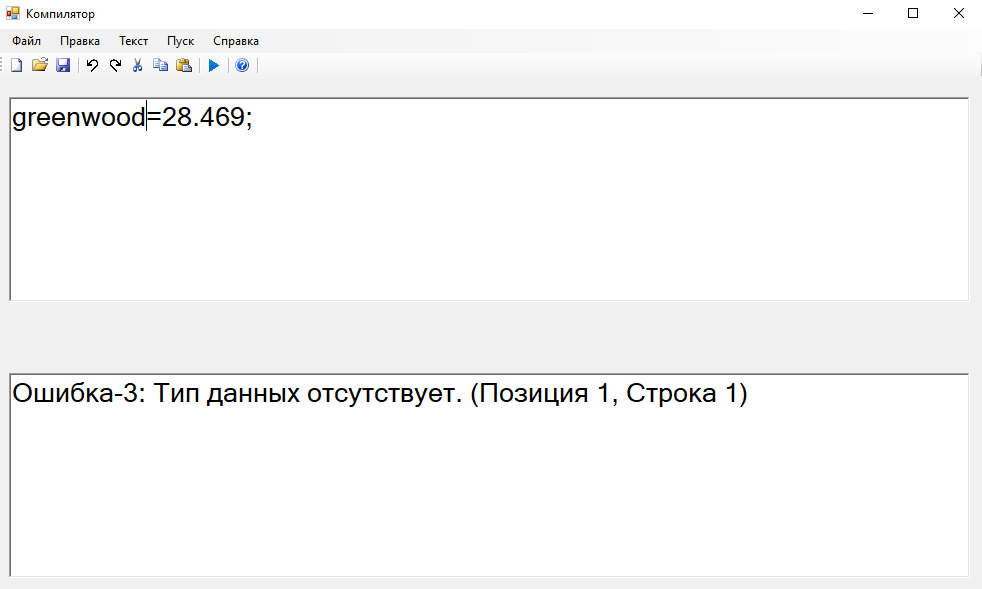 Компилятор
Файл Правка Текст Пуск Справка
greenwood=28.469;
Ошибка-3: Тип данных отсутствует. (Позиция 1, Строка 1)